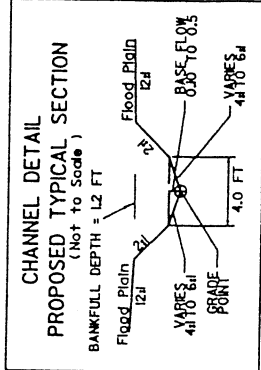 CHANNEL DETAIL
PROPOSED TYPICAL SECTION
(Not to Scale)
BANKFULL DEPTH = 1.2 FT
Flood Plain
12:1
2:1
Flood Plain
12:1
2:1
BASE FLOW
0.10 TO 0.5
VARIES
4:1 TO 6:1
VARIES
4:1 TO 6:1
GRADE
POINT
4.0 FT